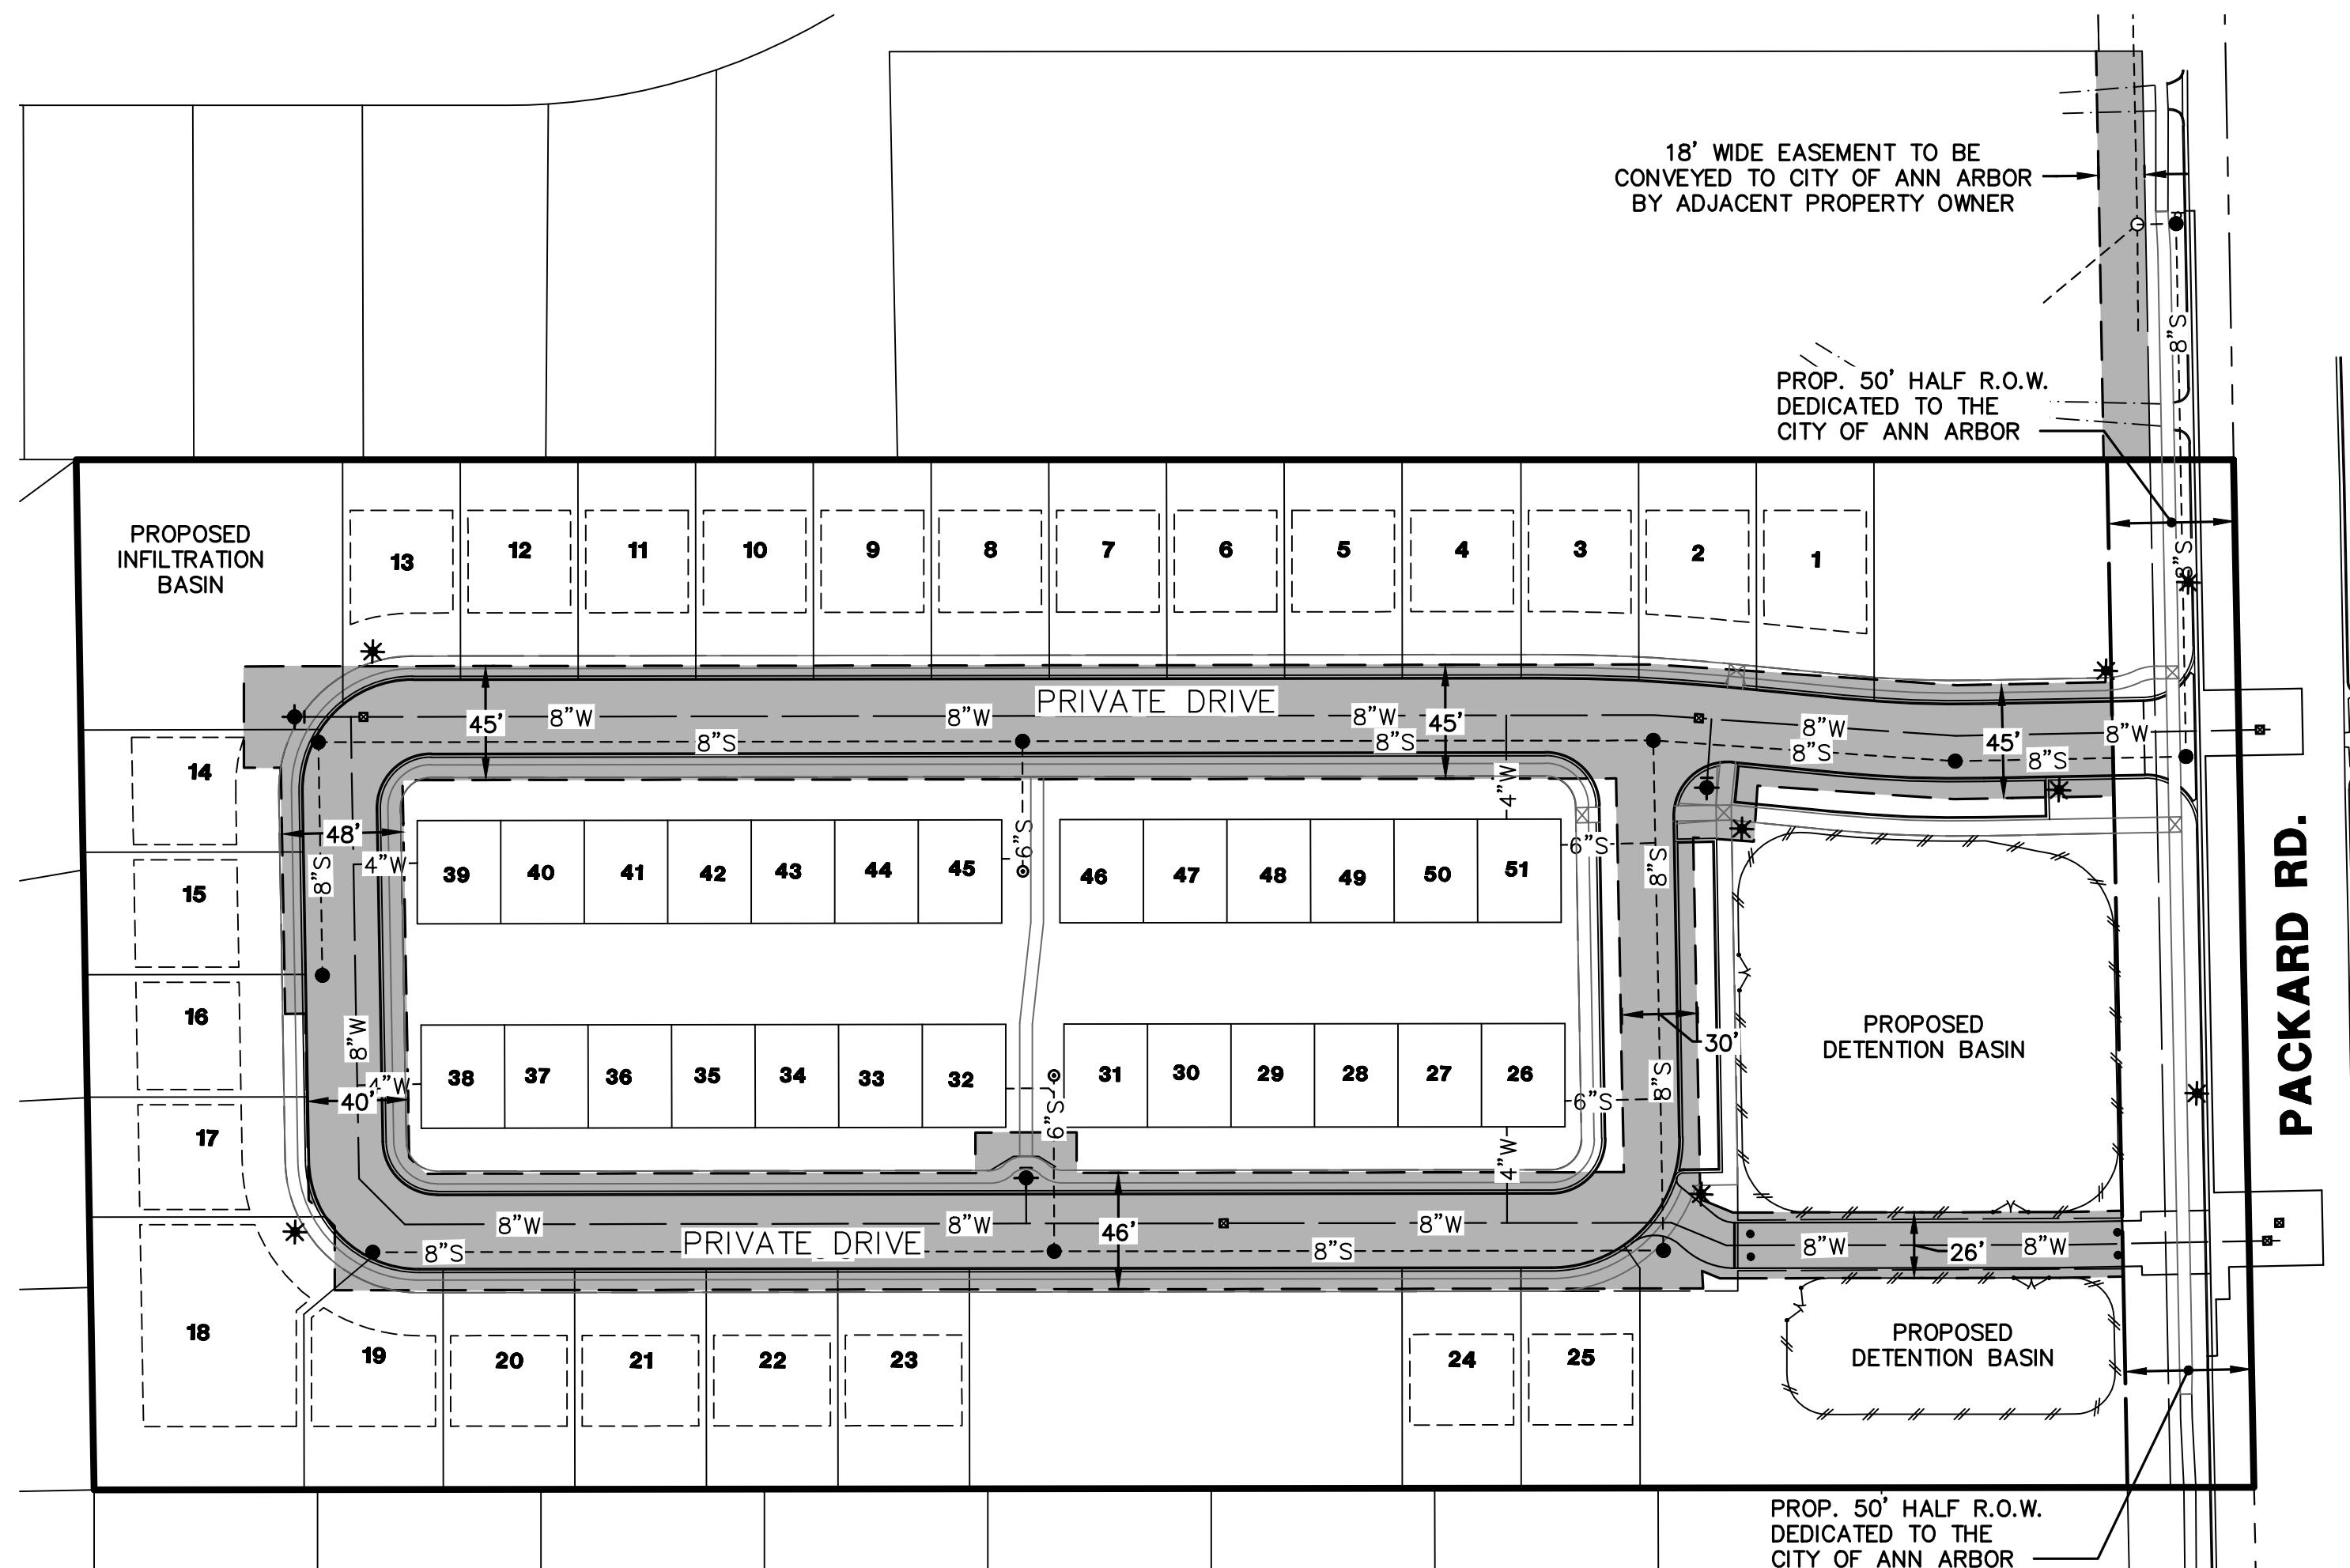 18' WIDE EASEMENT TO BE
CONVEYED TO CITY OF ANN ARBOR
BY ADJACENT PROPERTY OWNER
8"S
PROP. 50' HALF R.O.W.
DEDICATED TO THE
CITY OF ANN ARBOR
PROPOSED
INFILTRATION
BASIN
13
12
11
10
9
8
7
6
5
4
3
2
1
8"S
PRIVATE DRIVE
45'
8"W
8"W
8"W
45'
8"W
8"W
8"S
8"S
8"S
45'
8"S
14
4"W
48'
8"S
4"W
6"S
6"S
8"S
15
39
40
41
42
43
44
45
46
47
48
49
50
51
PACKARD RD.
16
8"W
30'
PROPOSED
DETENTION BASIN
4"W
40'
38
37
36
35
34
33
32
31
30
29
28
27
26
6"S
6"S
8"S
17
4"W
8"W
8"W
46'
8"W
8"S
PRIVATE DRIVE
8"S
8"W
26'
8"W
18
19
20
21
22
23
24
25
PROPOSED
DETENTION BASIN
PROP. 50' HALF R.O.W.
DEDICATED TO THE
CITY OF ANN ARBOR